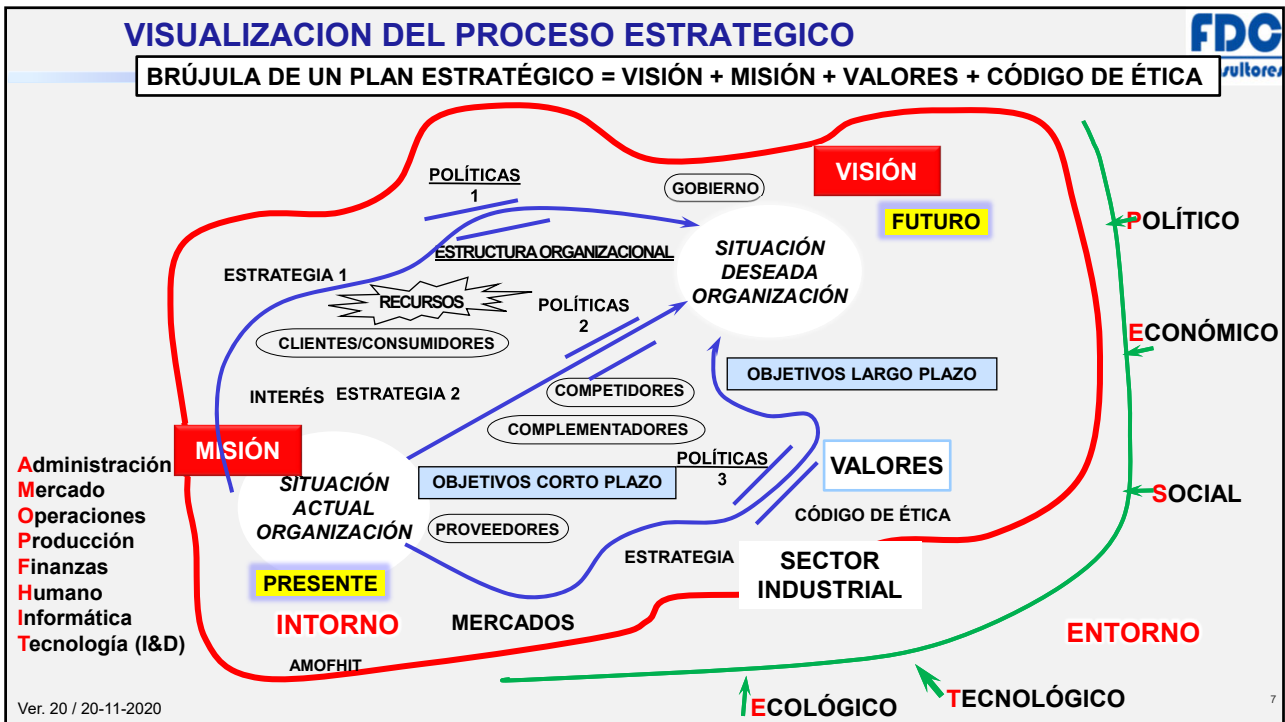 VISUALIZACION DEL PROCESO ESTRATEGICO
FDC
sultores
BRÚJULA DE UN PLAN ESTRATÉGICO = VISIÓN + MISIÓN + VALORES + CÓDIGO DE ÉTICA
POLÍTICAS
1
GOBIERNO
VISIÓN
FUTURO
ESTRUCTURA ORGANIZACIONAL
SITUACIÓN
DESEADA
ORGANIZACIÓN
ESTRATEGIA 1
RECURSOS
POLÍTICAS
2
CLIENTES/CONSUMIDORES
INTERÉS
ESTRATEGIA 2
COMPETIDORES
OBJETIVOS LARGO PLAZO
COMPLEMENTADORES
MISIÓN
SITUACIÓN
ACTUAL
ORGANIZACIÓN
OBJETIVOS CORTO PLAZO
POLÍTICAS
3
VALORES
PROVEEDORES
CÓDIGO DE ÉTICA
ESTRATEGIA
SECTOR
INDUSTRIAL
PRESENTE
INTORNO
MERCADOS
AMOFHIT
Administración
Mercado
Operaciones
Producción
Finanzas
Humano
Informática
Tecnología (I&D)
POLÍTICO
ECONÓMICO
SOCIAL
ENTORNO
TECNOLÓGICO
ECOLÓGICO
Ver. 20 / 20-11-2020
7